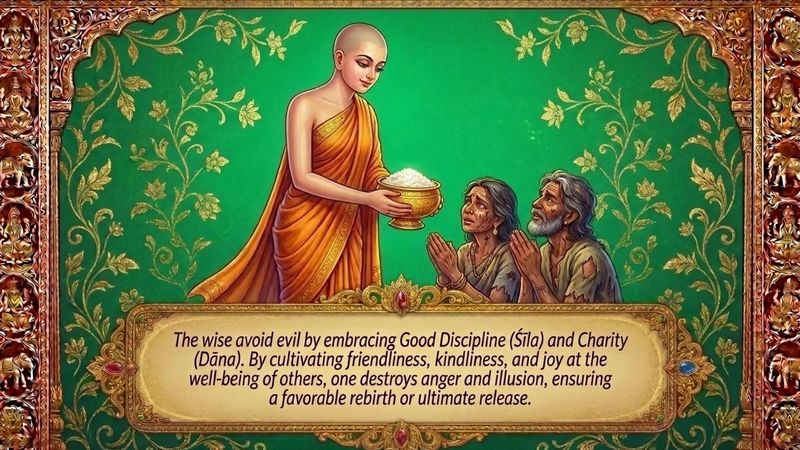 The wise avoid evil by embracing Good Discipline (Śīla) and Charity
(Dāna). By cultivating friendliness, kindliness, and joy at the
well-being of others, one destroys anger and illusion, ensuring
a favorable rebirth or ultimate release.